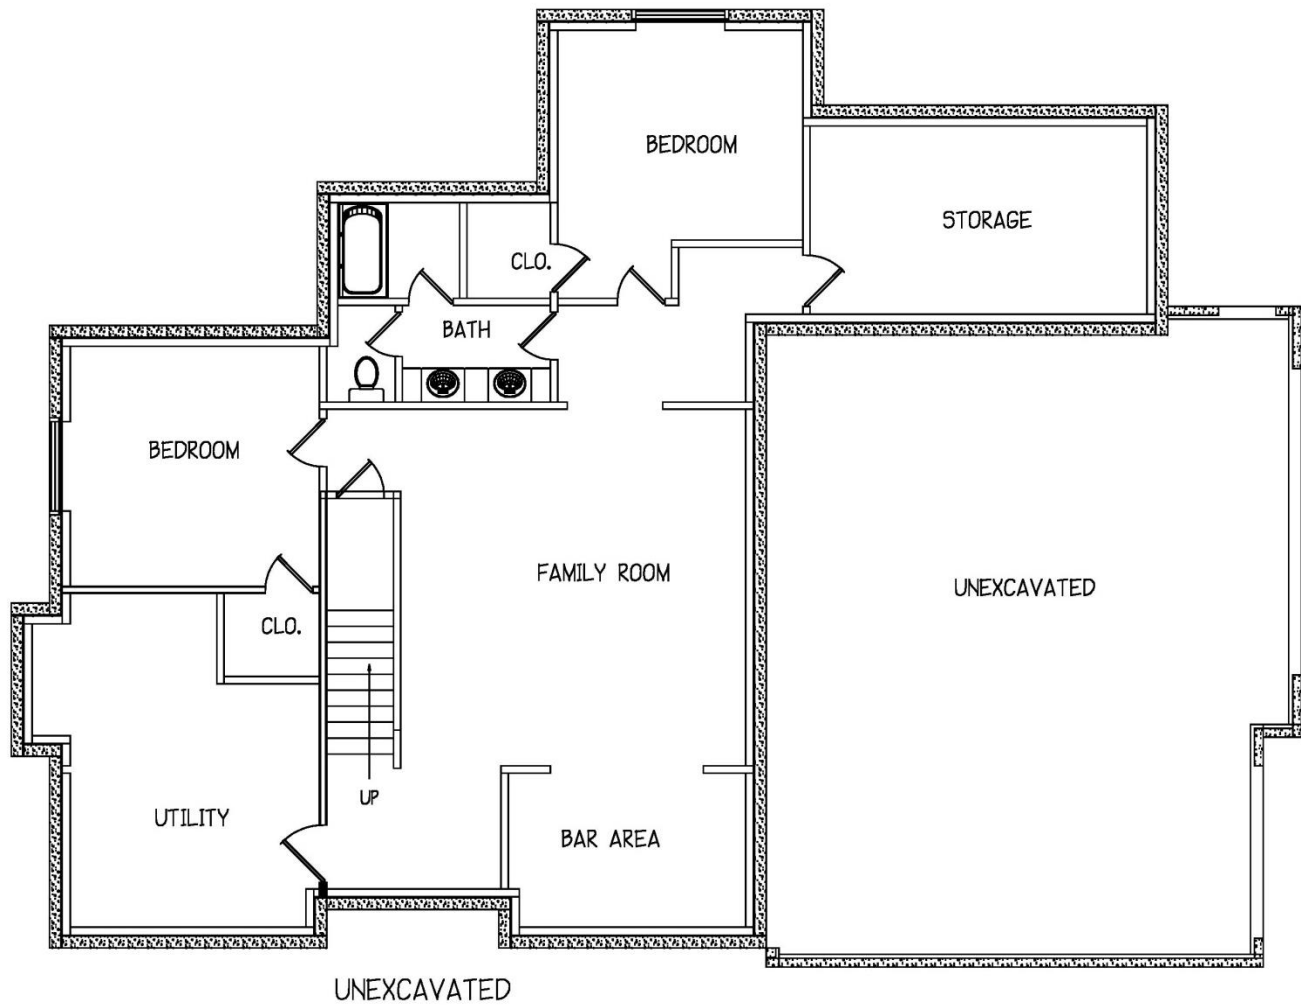 BEDROOM
STORAGE
CLO.
BATH
BEDROOM
FAMILY ROOM
UNEXCAVATED
CLO.
UP
UTILITY
BAR AREA
UNEXCAVATED